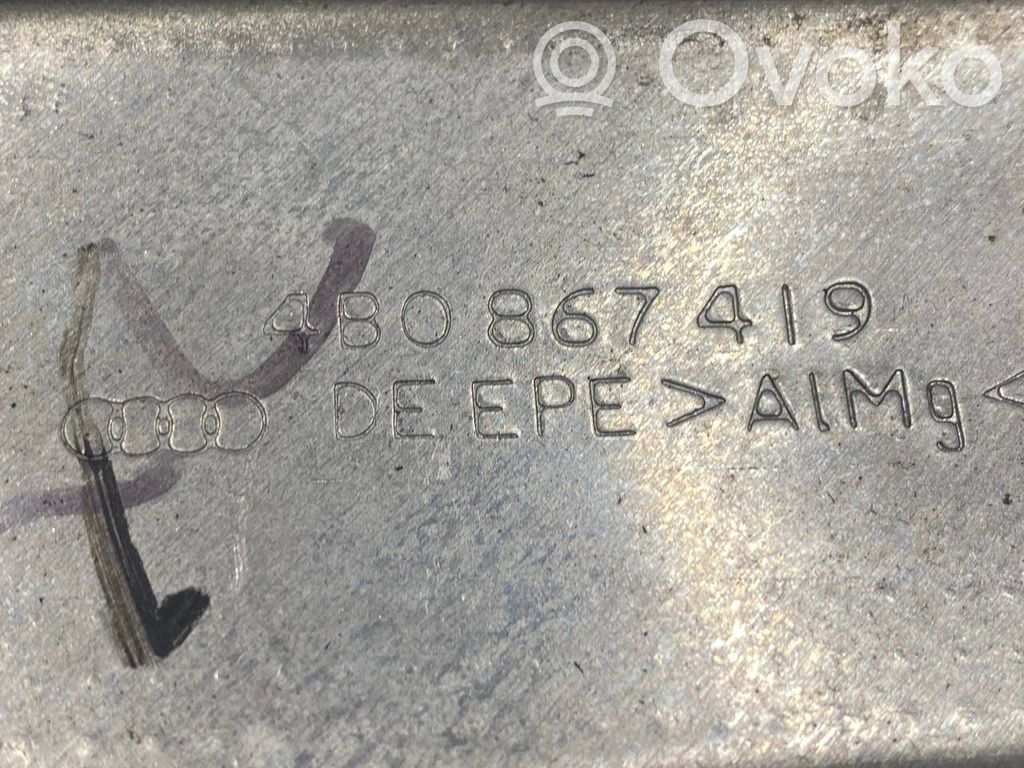 Ovoko
4B0 867 419
DE EPE >AlMg<